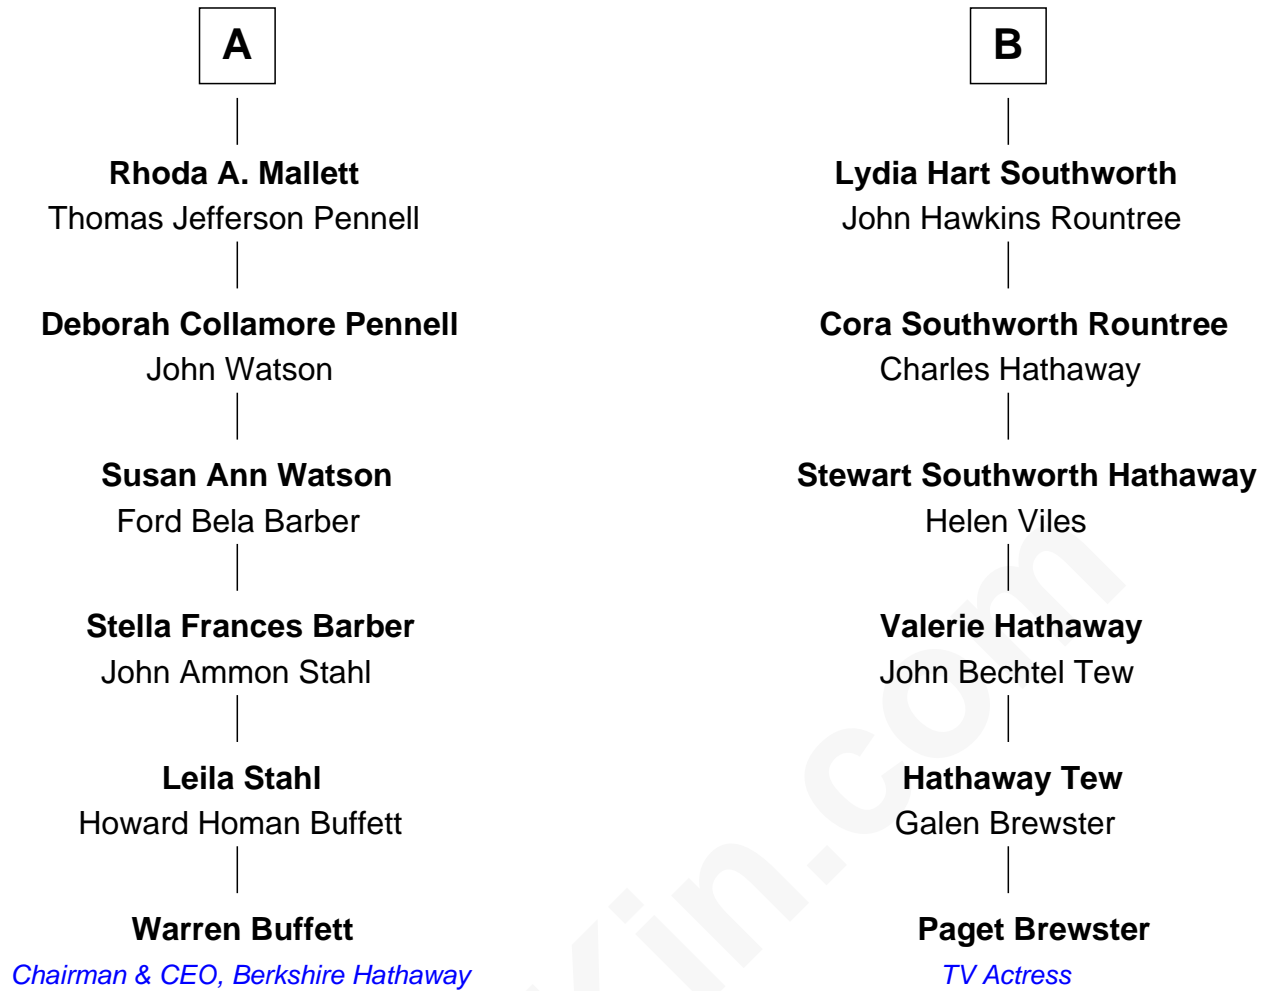 A
Rhoda A. Mallett
Thomas Jefferson Pennell
Deborah Collamore Pennell
John Watson
Susan Ann Watson
Ford Bela Barber
Stella Frances Barber
John Ammon Stahl
Leila Stahl
Howard Homan Buffett
Warren Buffett
Chairman & CEO, Berkshire Hathaway
B
Lydia Hart Southworth
John Hawkins Rountree
Cora Southworth Rountree
Charles Hathaway
Stewart Southworth Hathaway
Helen Viles
Valerie Hathaway
John Bechtel Tew
Hathaway Tew
Galen Brewster
Paget Brewster
TV Actress
Kin.com